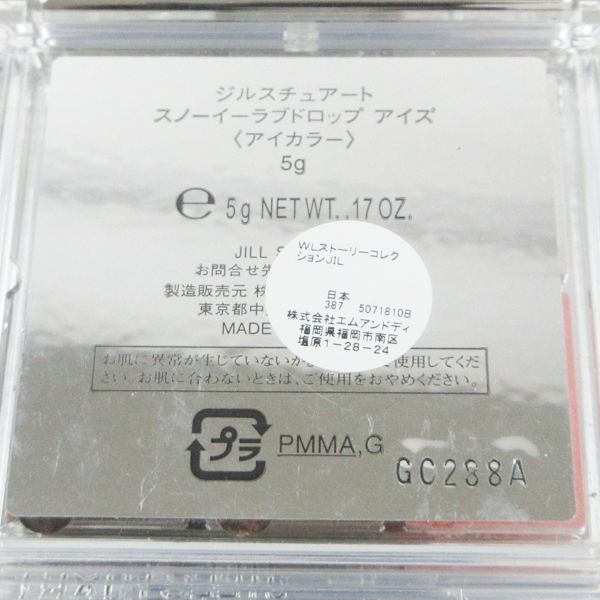 ジルスチュアート
スノーイーラブドロップ アイズ
〈アイカラー〉
5g
℮ 5g NET WT. .17 OZ.
JILL S
お問合せ先
製造販売元 株
東京都中
MADE
WLストーリーコレク
ションJIL
日本
387 5071810B
株式会社エムアンドディ
福岡県福岡市南区
塩原1-28-24
お肌に異常が生じていないか 使用してくだ
さい。お肌に合わないときは、ご使用をおやめください。
プラ
PMMA,G
GC288A